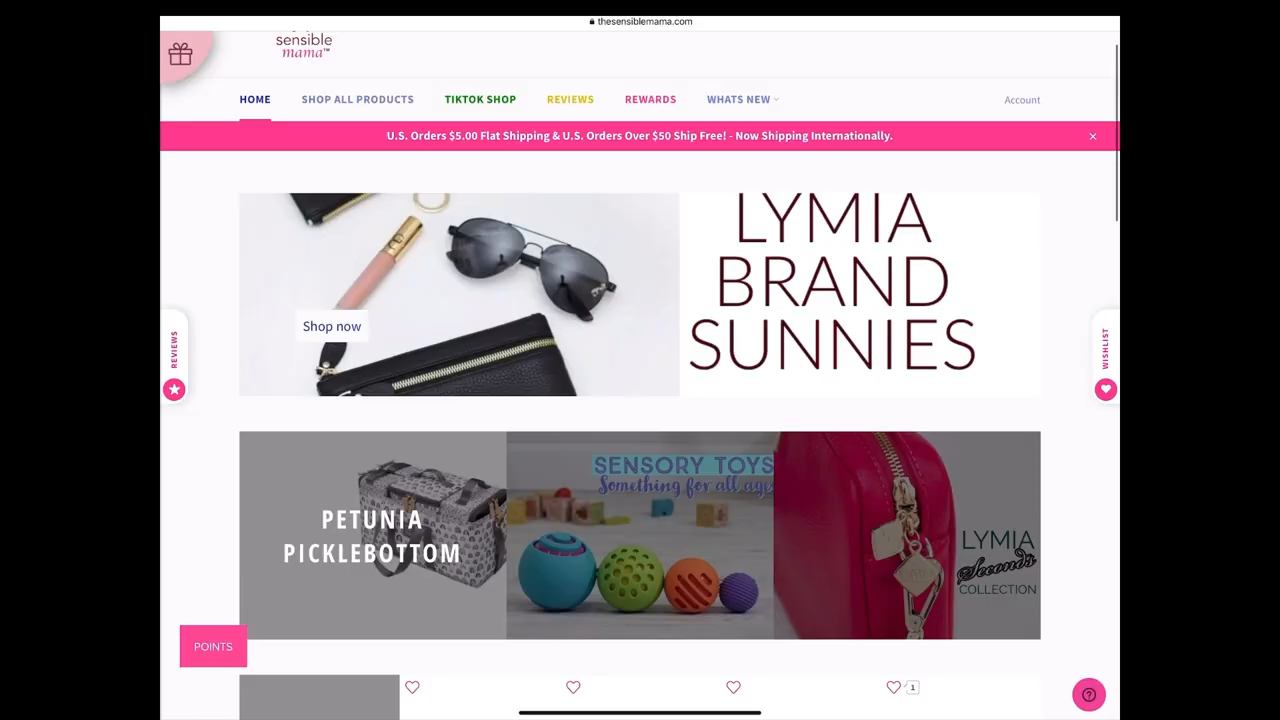 thesensiblemama.com
sensible
mama™
HOME SHOP ALL PRODUCTS TIKTOK SHOP REVIEWS REWARDS WHATS NEW Account
U.S. Orders $5.00 Flat Shipping & U.S. Orders Over $50 Ship Free! - Now Shipping Internationally.
Shop now
LYMIA
BRAND
SUNNIES
REVIEWS
WISHLIST
PETUNIA
PICKLEBOTTOM
SENSORY TOYS
Something for all ages
LYMIA
Seconds
COLLECTION
POINTS
1